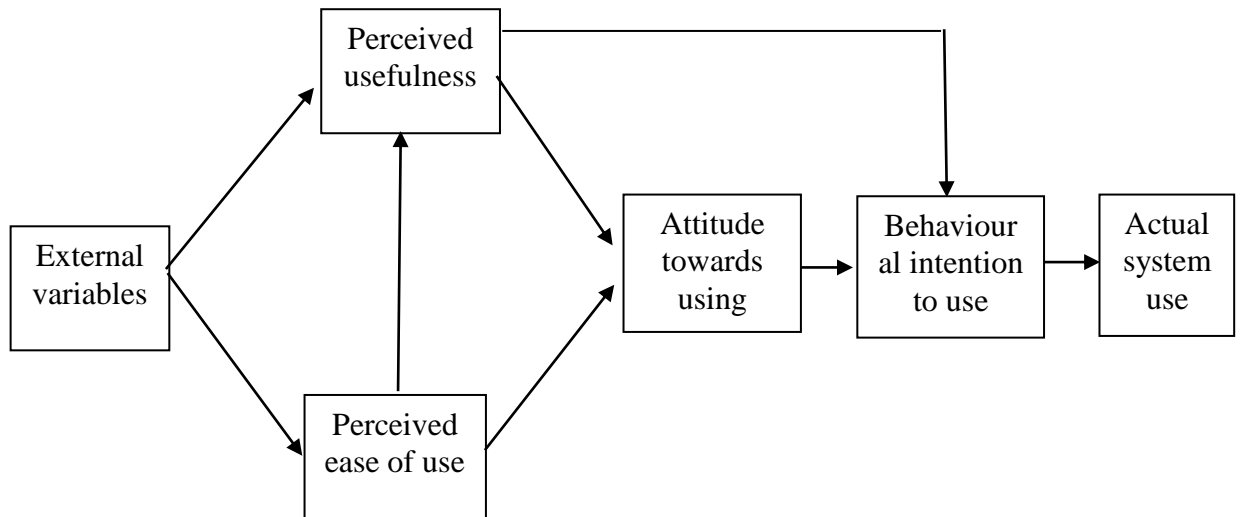 Perceived
usefulness
External
variables
Perceived
ease of use
Attitude
towards
using
Behaviour
al intention
to use
Actual
system
use